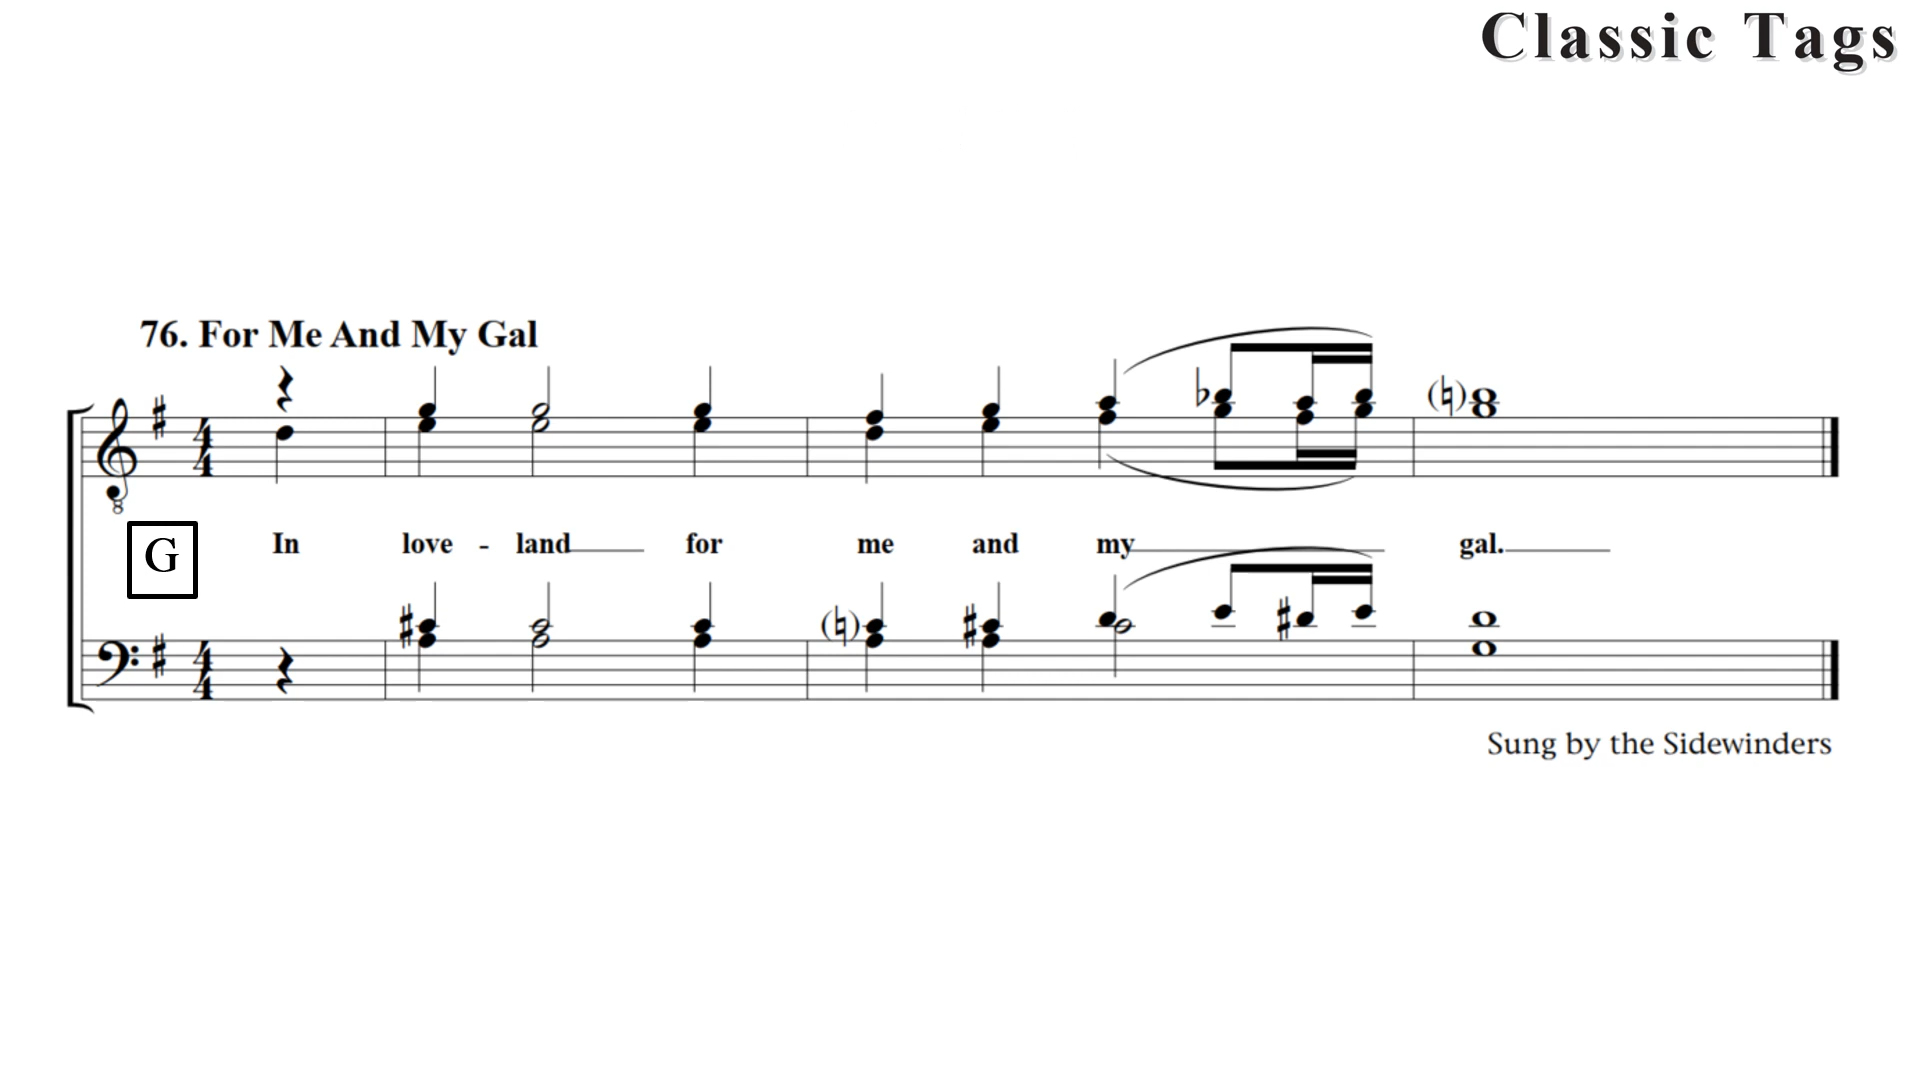 Classic Tags
76. For Me And My Gal
G
In love - land for me and my gal.
Sung by the Sidewinders